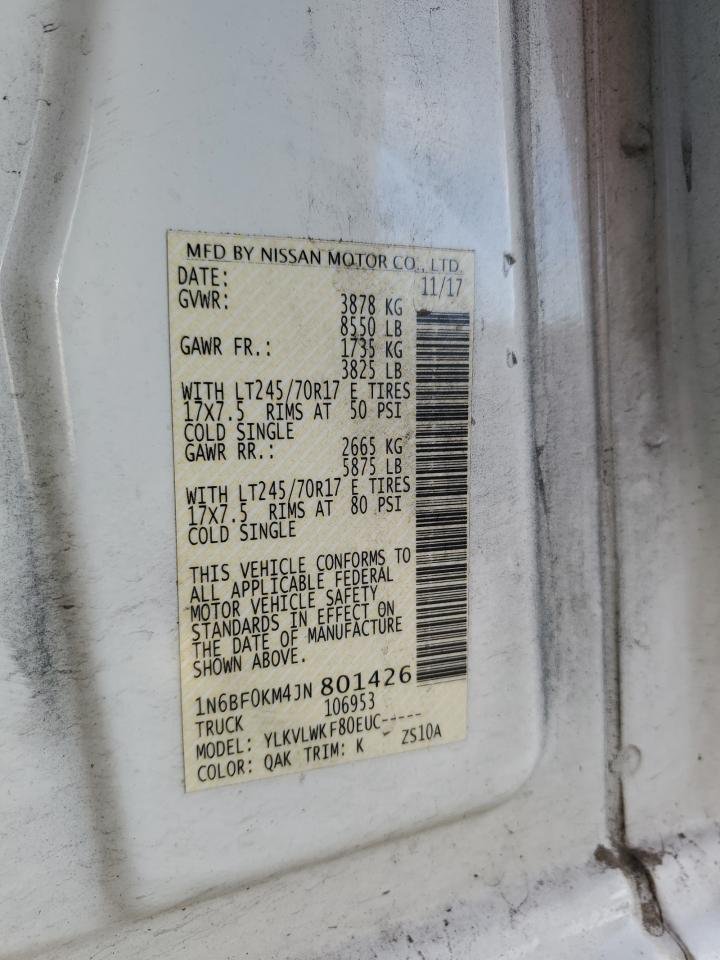 MFD BY NISSAN MOTOR CO., LTD.
DATE: 11/17
GVWR: 3878 KG
8550 LB
GAWR FR.: 1735 KG
3825 LB
WITH LT245/70R17 E TIRES
17X7.5 RIMS AT 50 PSI
COLD SINGLE
GAWR RR.: 2665 KG
5875 LB
WITH LT245/70R17 E TIRES
17X7.5 RIMS AT 80 PSI
COLD SINGLE
THIS VEHICLE CONFORMS TO
ALL APPLICABLE FEDERAL
MOTOR VEHICLE SAFETY
STANDARDS IN EFFECT ON
THE DATE OF MANUFACTURE
SHOWN ABOVE.
1N6BF0KM4JN 801426
TRUCK 106953
MODEL: YLKVLWKF80EUC-----
COLOR: QAK TRIM: K ZS10A